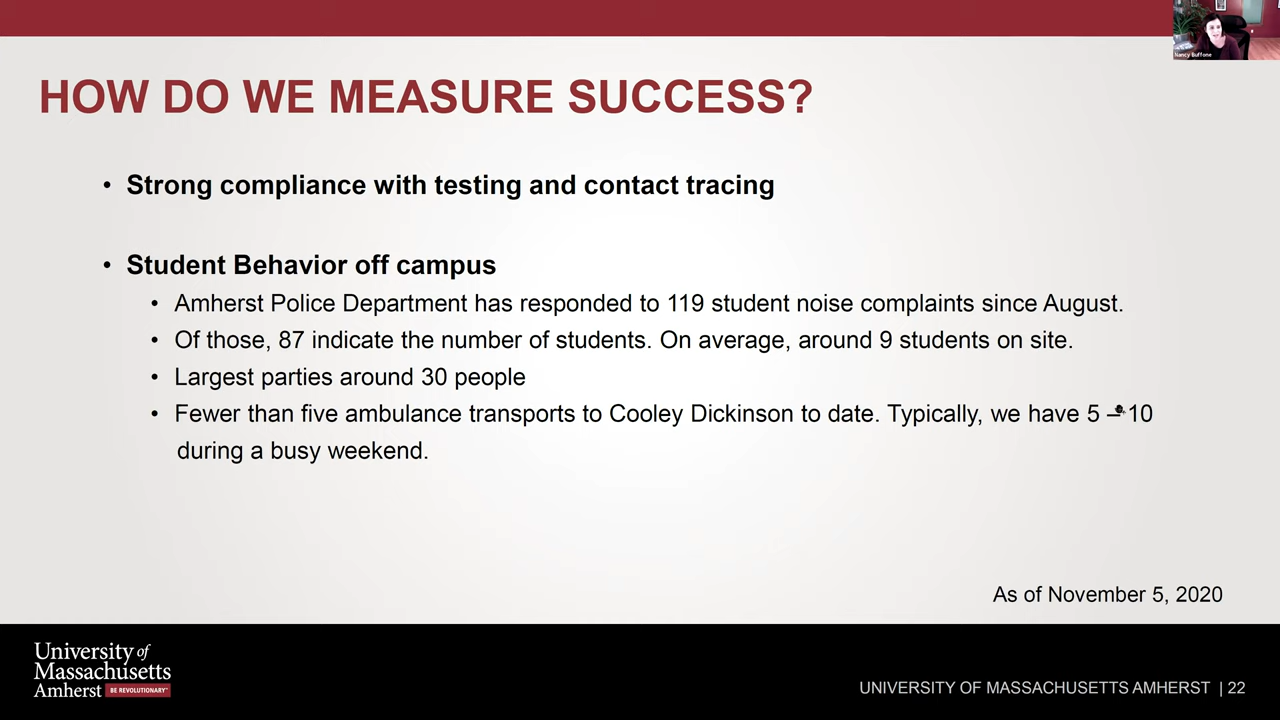 Nancy Buffone
HOW DO WE MEASURE SUCCESS?
• Strong compliance with testing and contact tracing
• Student Behavior off campus
• Amherst Police Department has responded to 119 student noise complaints since August.
• Of those, 87 indicate the number of students. On average, around 9 students on site.
• Largest parties around 30 people
• Fewer than five ambulance transports to Cooley Dickinson to date. Typically, we have 5 – 10
during a busy weekend.
As of November 5, 2020
University of
Massachusetts
Amherst BE REVOLUTIONARY™
UNIVERSITY OF MASSACHUSETTS AMHERST | 22